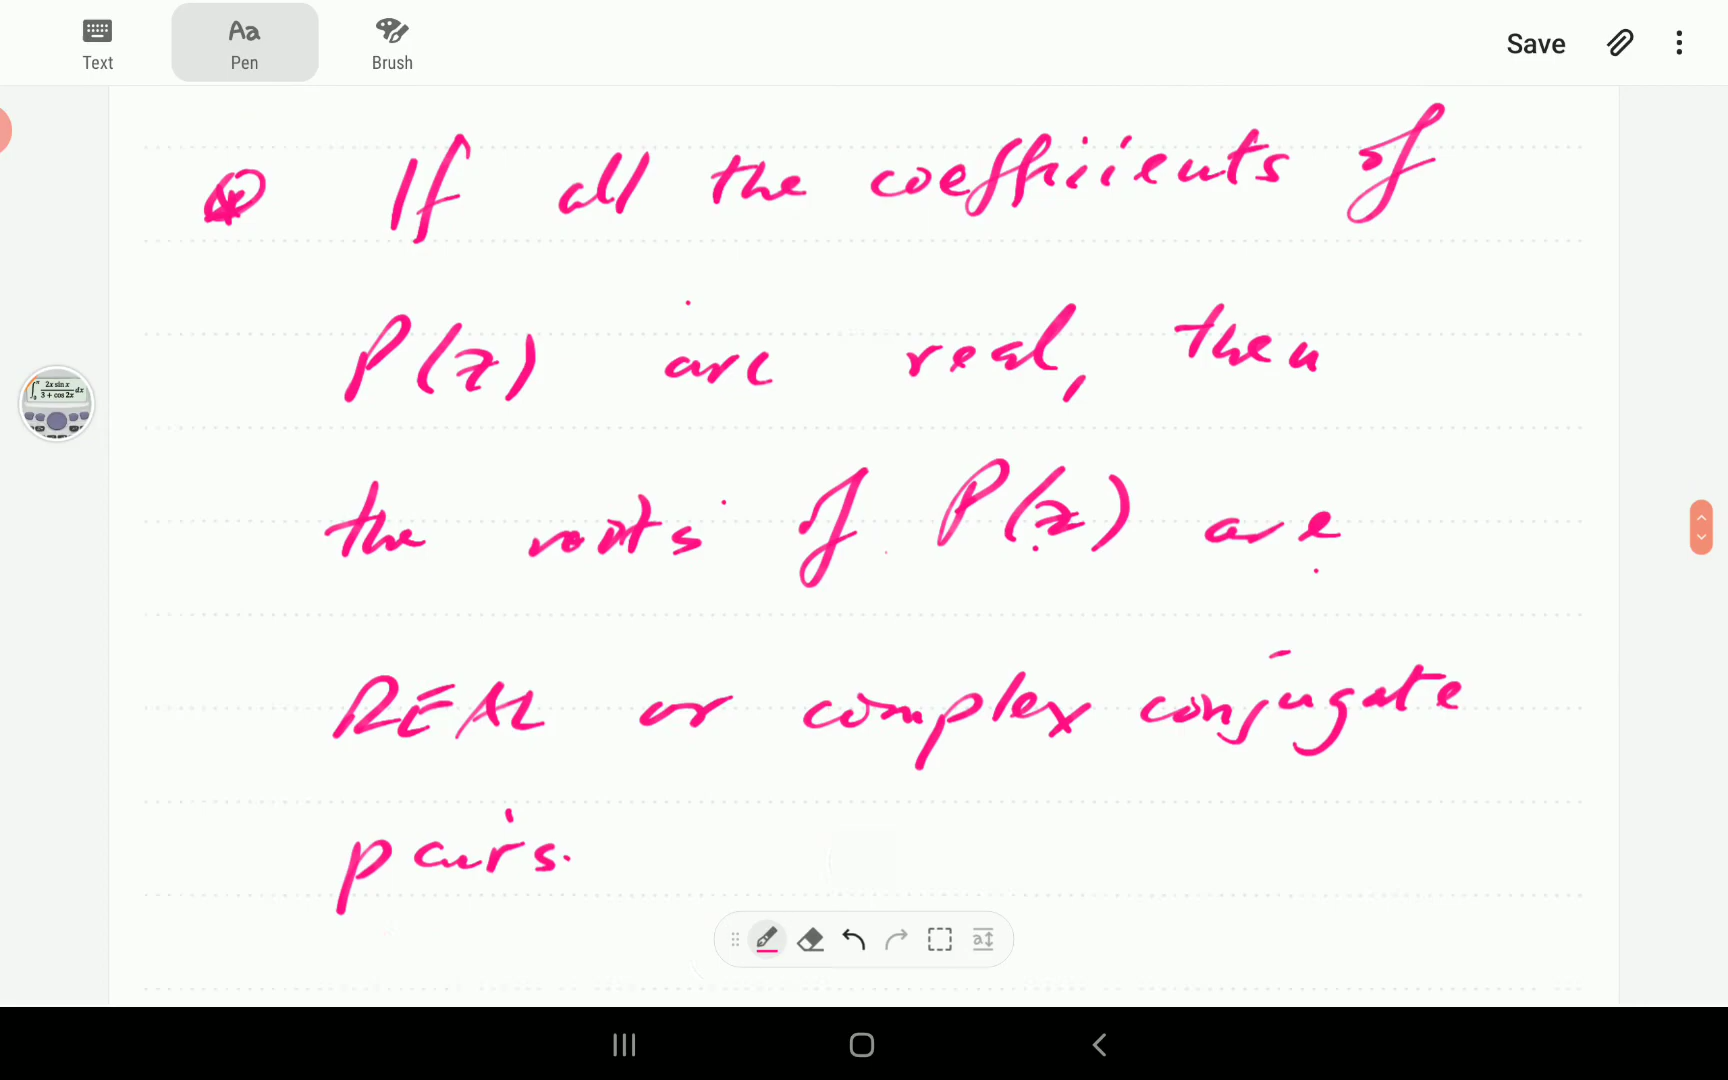 Text Pen Brush Save
If all the coefficients of
P(z) are real, then
the roots of P(z) are
REAL or complex conjugate
pairs.